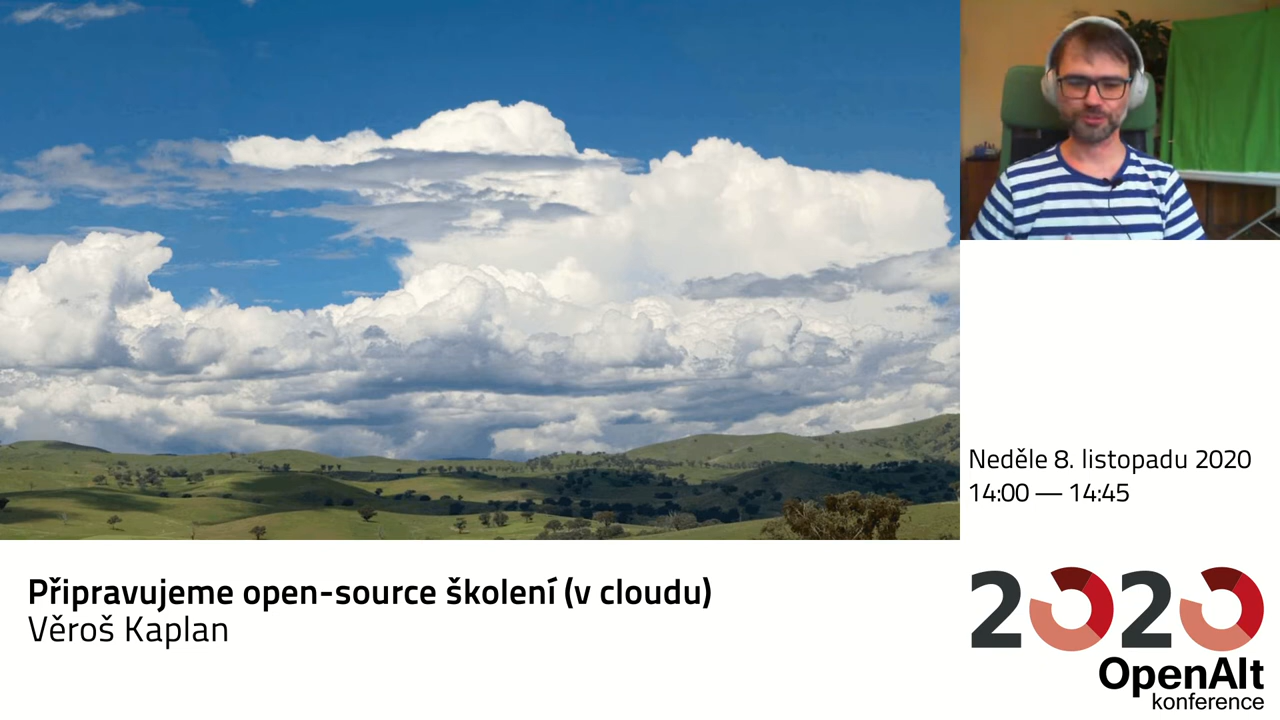 Neděle 8. listopadu 2020
14:00 — 14:45
Připravujeme open-source školení (v cloudu)
Věroš Kaplan
2020
OpenAlt
konference